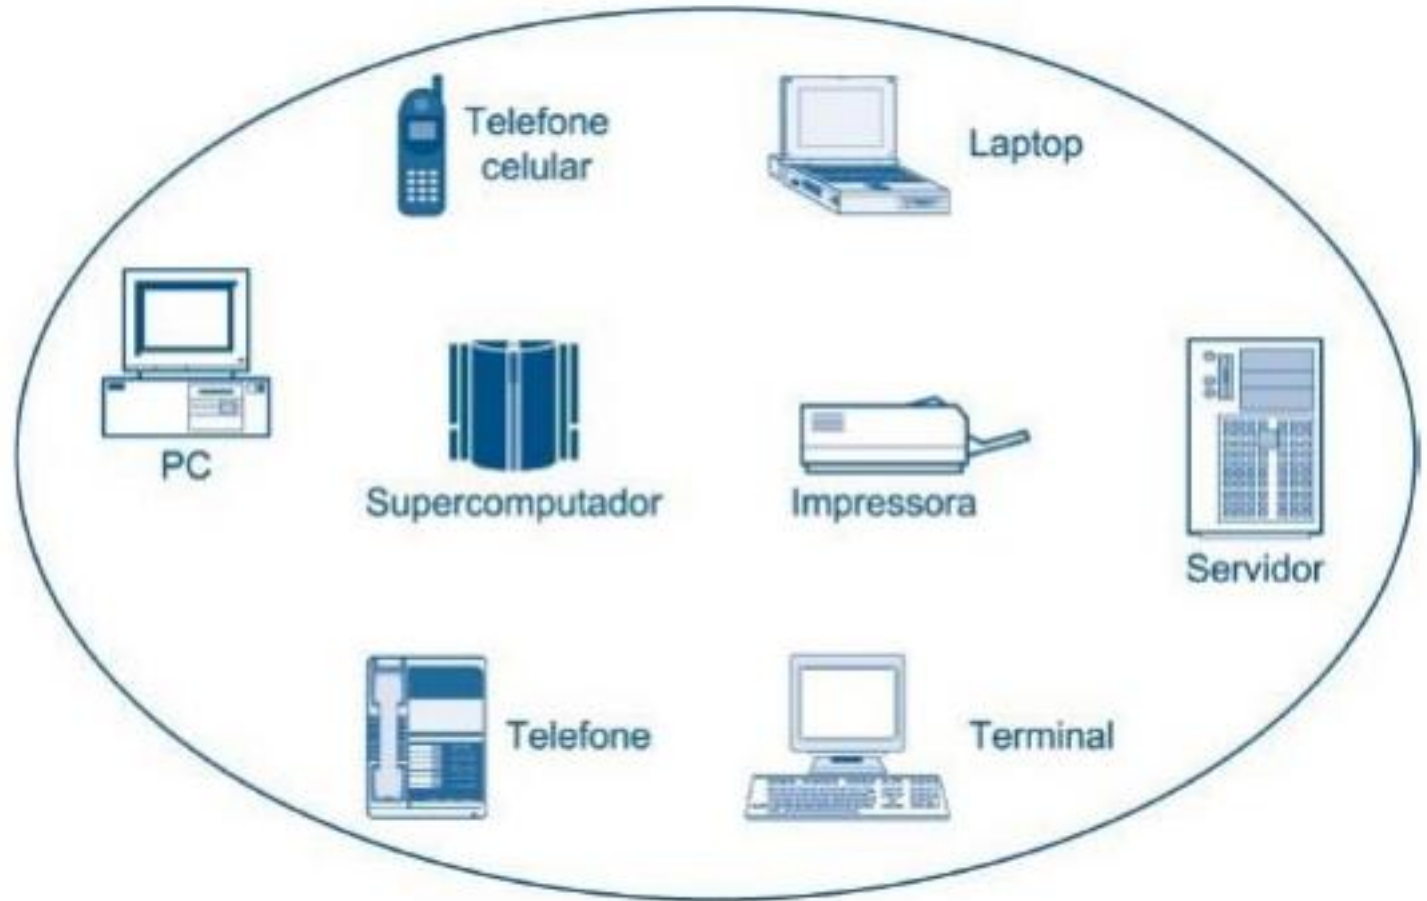 Telefone
celular
Laptop
PC
Supercomputador
Impressora
Servidor
Telefone
Terminal